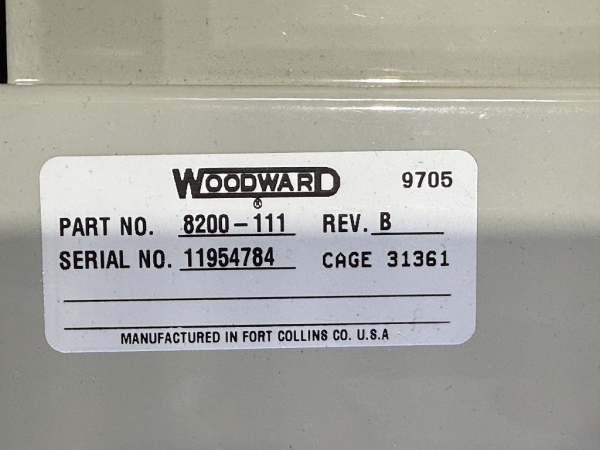 WOODWARD 9705
®
PART NO. 8200-111 REV. B
SERIAL NO. 11954784 CAGE 31361
MANUFACTURED IN FORT COLLINS CO. U.S.A